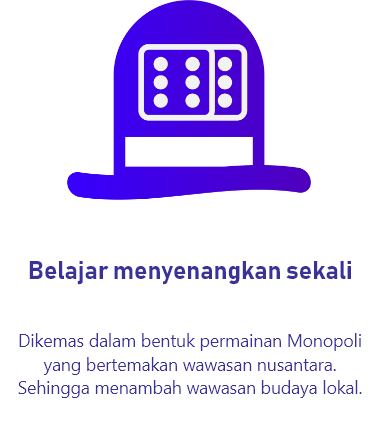 Belajar menyenangkan sekali
Dikemas dalam bentuk permainan Monopoli
yang bertemakan wawasan nusantara.
Sehingga menambah wawasan budaya lokal.